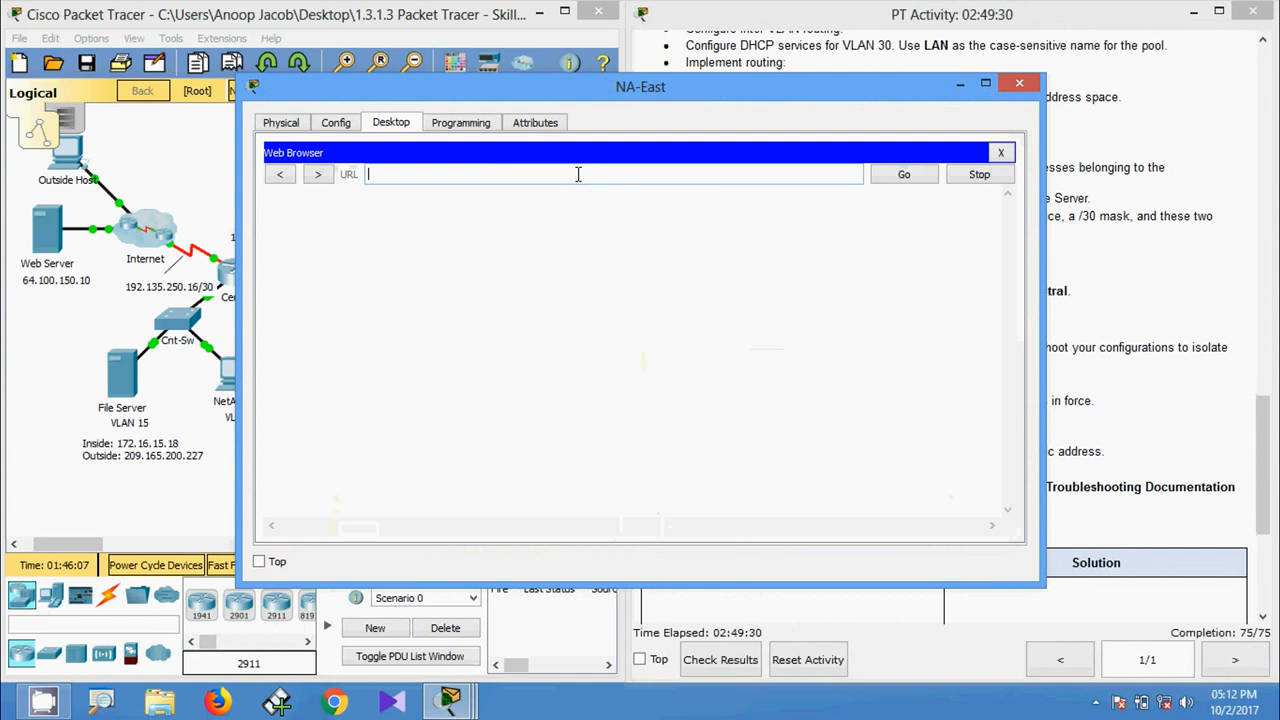 Cisco Packet Tracer - C:\Users\Anoop Jacob\Desktop\1.3.1.3 Packet Tracer - Skill...
File Edit Options View Tools Extensions Help
Logical
Back
[Root]
Outside Host
Web Server
64.100.150.10
Internet
192.135.250.16/30
Cnt-Sw
File Server
VLAN 15
Inside: 172.16.15.18
Outside: 209.165.200.227
Time: 01:46:07
Power Cycle Devices
1941
2901
2911
819
2911
Scenario 0
New
Delete
Toggle PDU List Window
Fire Last Status
NA-East
Physical
Config
Desktop
Programming
Attributes
Web Browser
X
<
>
URL
Go
Stop
Top
PT Activity: 02:49:30
Configure inter-VLAN routing.
Configure DHCP services for VLAN 30. Use LAN as the case-sensitive name for the pool.
Implement routing:
ddress space.
esses belonging to the
e Server.
ce, a /30 mask, and these two
tral.
hoot your configurations to isolate
in force.
c address.
Troubleshooting Documentation
Solution
Time Elapsed: 02:49:30
Completion: 75/75
Top
Check Results
Reset Activity
<
1/1
>
05:12 PM
10/2/2017